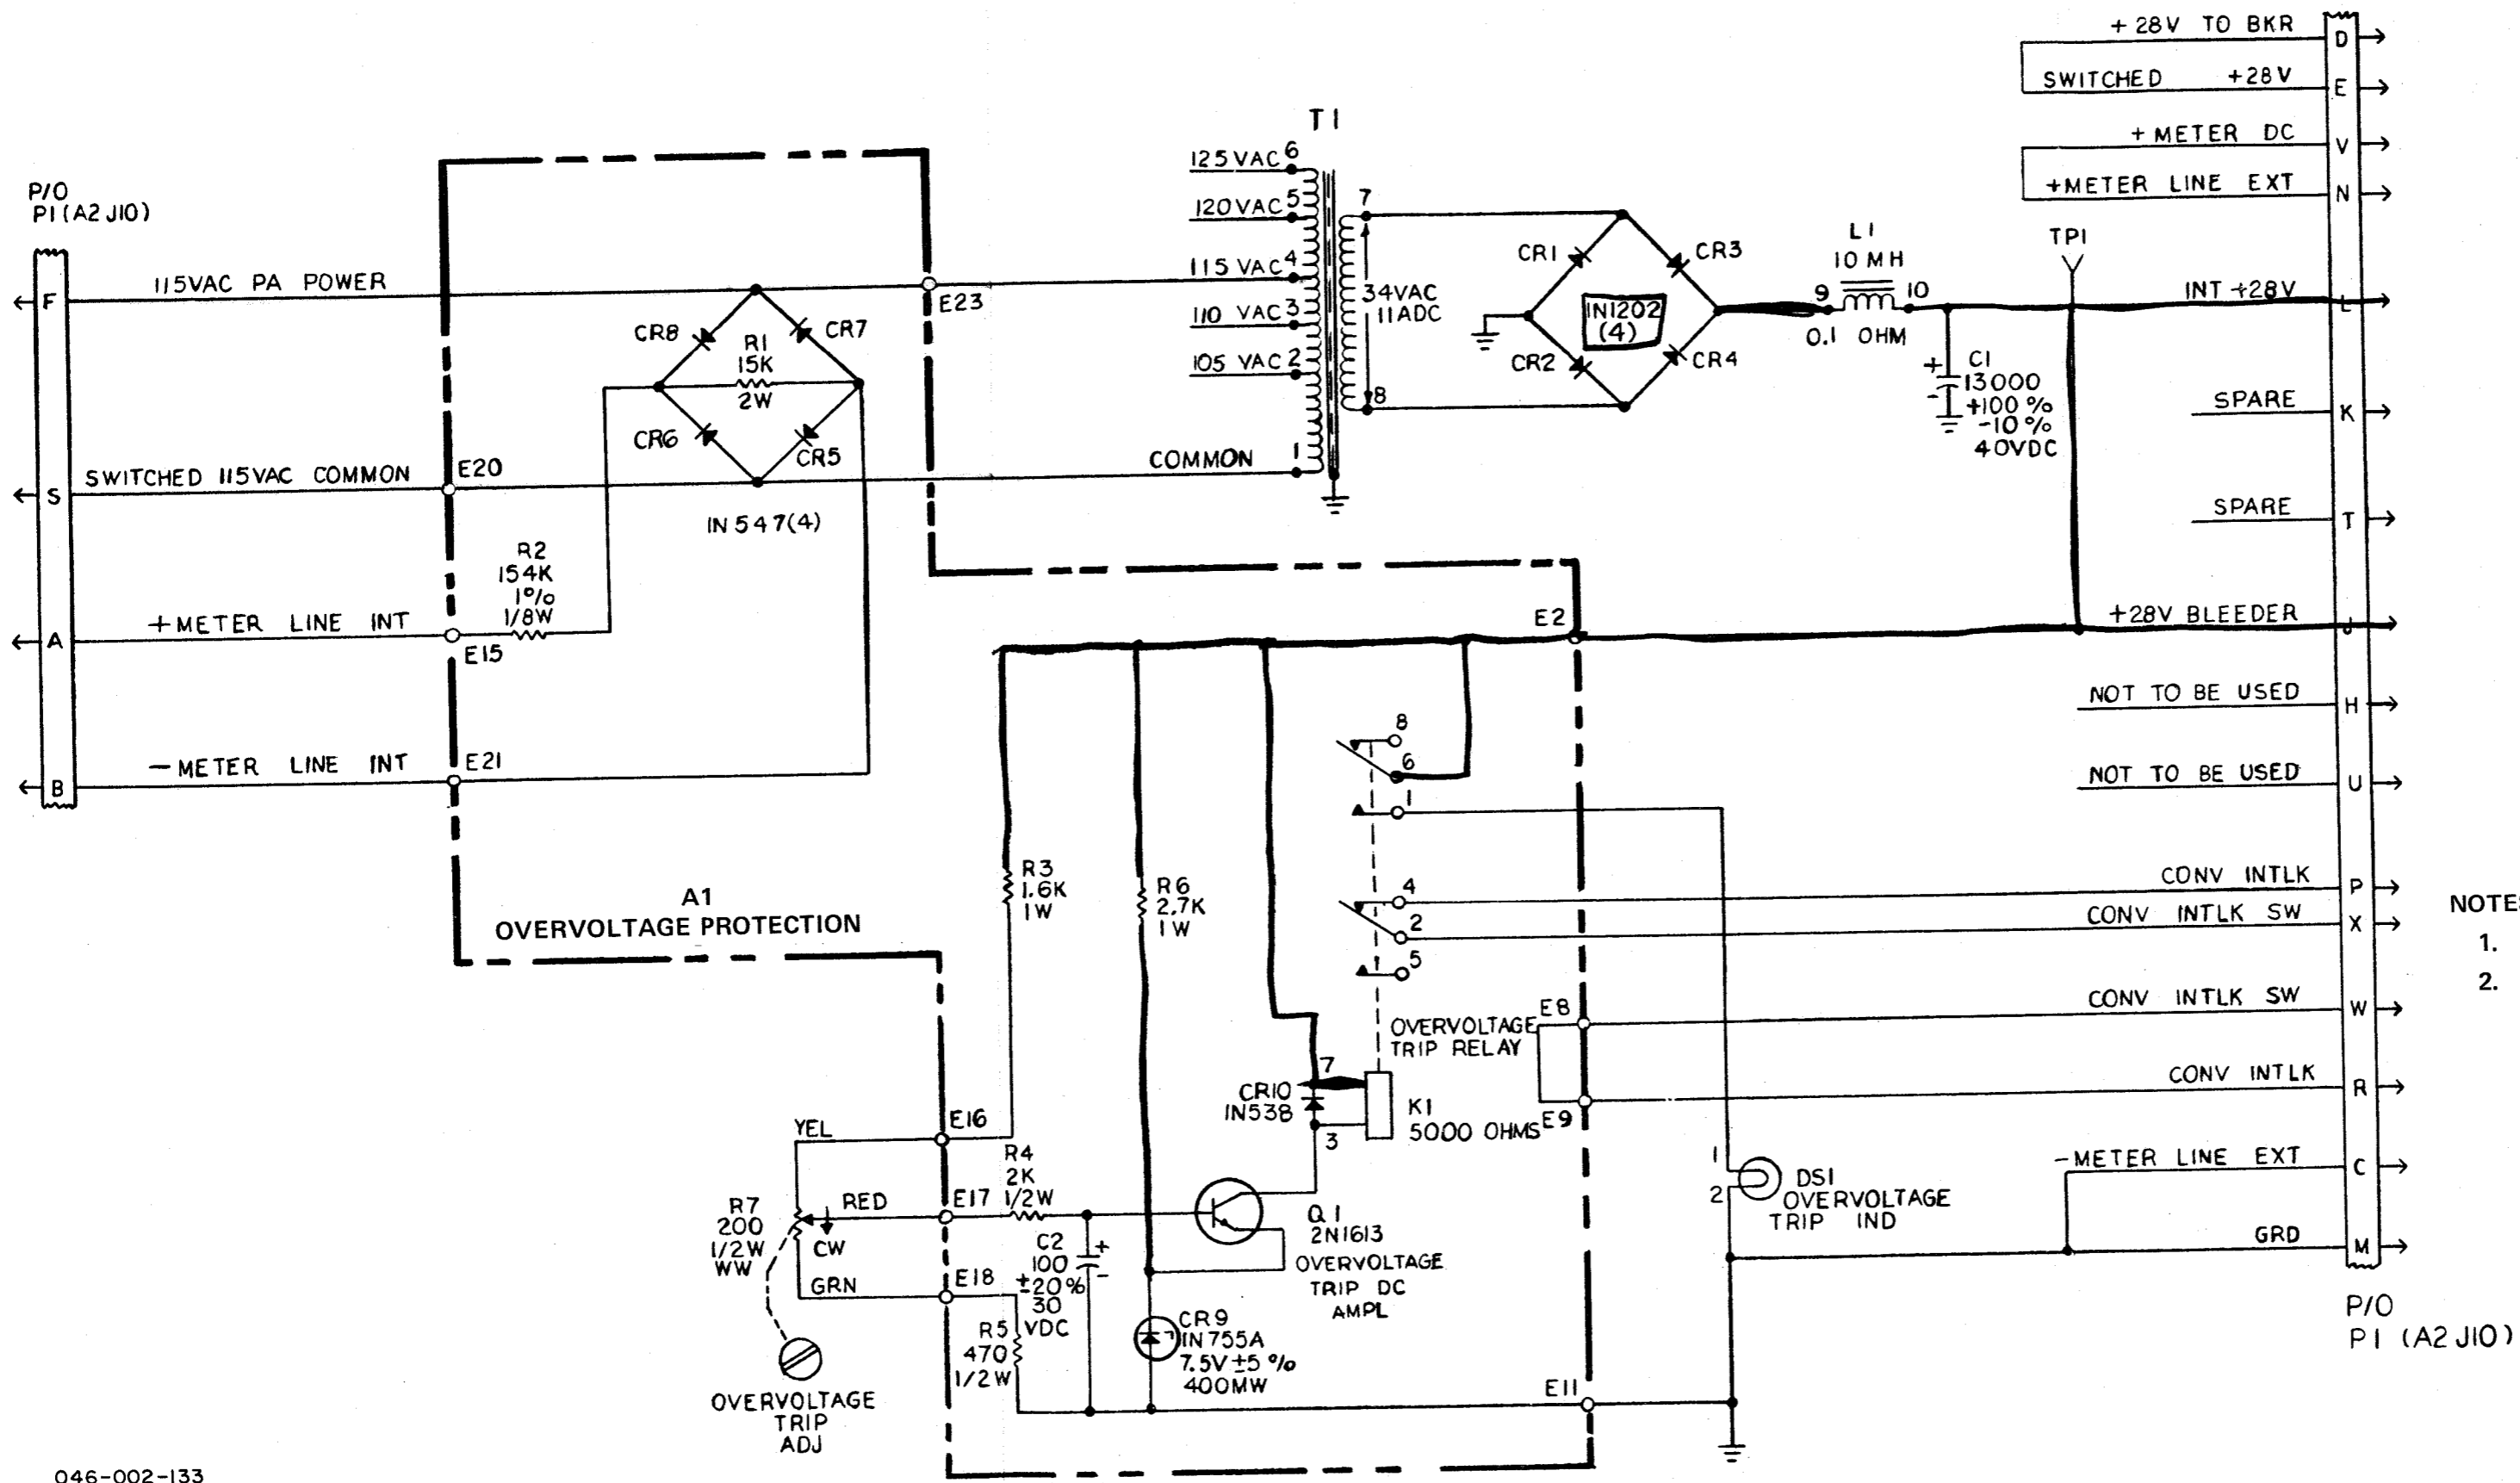 P/O
P1 (A2 J10)
F
115VAC PA POWER
S
SWITCHED 115VAC COMMON
E20
A
+METER LINE INT
E15
B
-METER LINE INT
E21
R2
154K
1%
1/8W
CR8
CR7
R1
15K
2W
CR6
CR5
IN547(4)
E23
A1
OVERVOLTAGE PROTECTION
T1
125 VAC 6
120 VAC 5
115 VAC 4
110 VAC 3
105 VAC 2
COMMON 1
7
34VAC
11ADC
8
CR1
CR3
IN1202
(4)
CR2
CR4
L1
10 MH
9
10
0.1 OHM
C1
+
13000
-
+100%
-10%
40VDC
TP1
+28V TO BKR
D
SWITCHED +28V
E
+METER DC
V
+METER LINE EXT
N
INT +28V
L
SPARE
K
SPARE
T
E2
+28V BLEEDER
J
NOT TO BE USED
H
NOT TO BE USED
U
CONV INTLK
P
CONV INTLK SW
X
CONV INTLK SW
W
CONV INTLK
R
-METER LINE EXT
C
GRD
M
P/O
P1 (A2 J10)
NOTE
1.
2.
8
6
1
4
2
5
R3
1.6K
1W
R6
2.7K
1W
OVERVOLTAGE
TRIP RELAY
E8
E9
7
CR10
IN538
3
K1
5000 OHMS
YEL
E16
R4
2K
1/2W
R7
200
1/2W
WW
RED
CW
E17
GRN
E18
C2
100
±20%
30
VDC
+
-
R5
470
1/2W
Q1
2N1613
OVERVOLTAGE
TRIP DC
AMPL
CR9
IN755A
7.5V ±5%
400MW
1
2
DS1
OVERVOLTAGE
TRIP IND
E11
OVERVOLTAGE
TRIP
ADJ
046-002-133